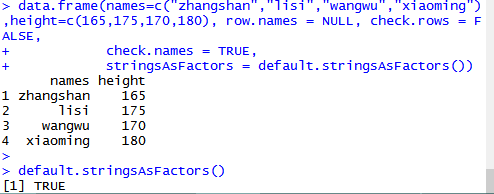 > data.frame(names=c("zhangshan","lisi","wangwu","xiaoming")
,height=c(165,175,170,180), row.names = NULL, check.rows = F
ALSE,
+            check.names = TRUE,
+            stringsAsFactors = default.stringsAsFactors())
      names height
1 zhangshan    165
2      lisi    175
3    wangwu    170
4  xiaoming    180
>
> default.stringsAsFactors()
[1] TRUE